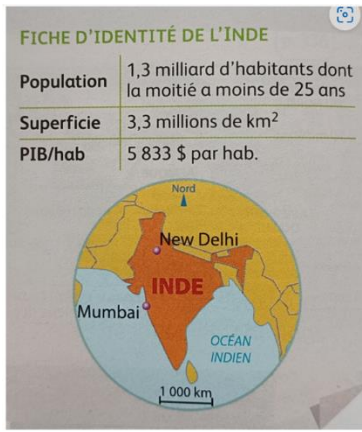 FICHE D'IDENTITÉ DE L'INDE
Population
1,3 milliard d'habitants dont
la moitié a moins de 25 ans
Superficie
3,3 millions de km²
PIB/hab
5 833 $ par hab.
Nord
New Delhi
INDE
Mumbai
OCÉAN
INDIEN
1 000 km